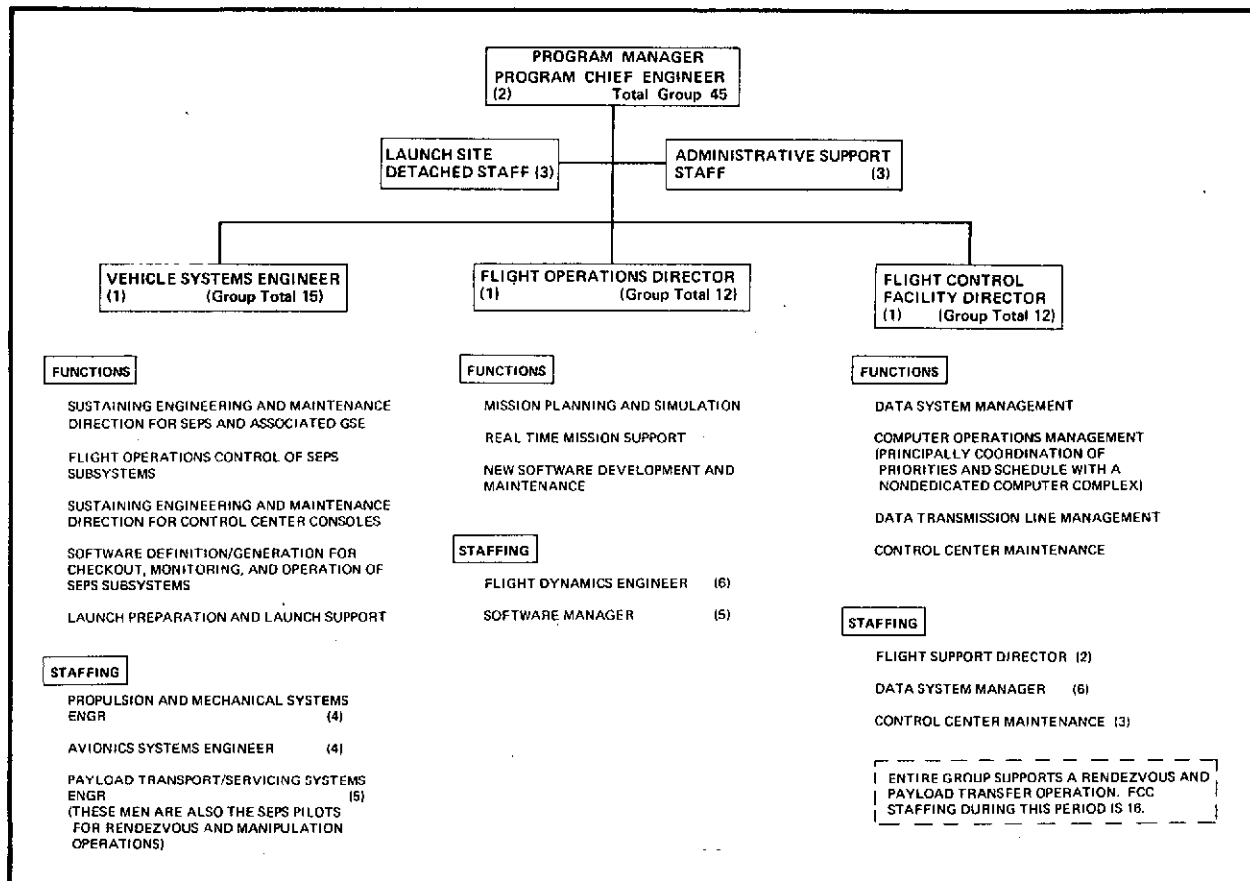 PROGRAM MANAGER
PROGRAM CHIEF ENGINEER
(2) Total Group 45
LAUNCH SITE
DETACHED STAFF (3)
ADMINISTRATIVE SUPPORT
STAFF (3)
VEHICLE SYSTEMS ENGINEER
(1) (Group Total 15)
FUNCTIONS
SUSTAINING ENGINEERING AND MAINTENANCE
DIRECTION FOR SEPS AND ASSOCIATED GSE
FLIGHT OPERATIONS CONTROL OF SEPS
SUBSYSTEMS
SUSTAINING ENGINEERING AND MAINTENANCE
DIRECTION FOR CONTROL CENTER CONSOLES
SOFTWARE DEFINITION/GENERATION FOR
CHECKOUT, MONITORING, AND OPERATION OF
SEPS SUBSYSTEMS
LAUNCH PREPARATION AND LAUNCH SUPPORT
STAFFING
PROPULSION AND MECHANICAL SYSTEMS
ENGR (4)
AVIONICS SYSTEMS ENGINEER (4)
PAYLOAD TRANSPORT/SERVICING SYSTEMS
ENGR (5)
(THESE MEN ARE ALSO THE SEPS PILOTS
FOR RENDEZVOUS AND MANIPULATION
OPERATIONS)
FLIGHT OPERATIONS DIRECTOR
(1) (Group Total 12)
FUNCTIONS
MISSION PLANNING AND SIMULATION
REAL TIME MISSION SUPPORT
NEW SOFTWARE DEVELOPMENT AND
MAINTENANCE
STAFFING
FLIGHT DYNAMICS ENGINEER (6)
SOFTWARE MANAGER (5)
FLIGHT CONTROL
FACILITY DIRECTOR
(1) (Group Total 12)
FUNCTIONS
DATA SYSTEM MANAGEMENT
COMPUTER OPERATIONS MANAGEMENT
(PRINCIPALLY COORDINATION OF
PRIORITIES AND SCHEDULE WITH A
NONDEDICATED COMPUTER COMPLEX)
DATA TRANSMISSION LINE MANAGEMENT
CONTROL CENTER MAINTENANCE
STAFFING
FLIGHT SUPPORT DIRECTOR (2)
DATA SYSTEM MANAGER (6)
CONTROL CENTER MAINTENANCE (3)
ENTIRE GROUP SUPPORTS A RENDEZVOUS AND
PAYLOAD TRANSFER OPERATION. FCC
STAFFING DURING THIS PERIOD IS 16.